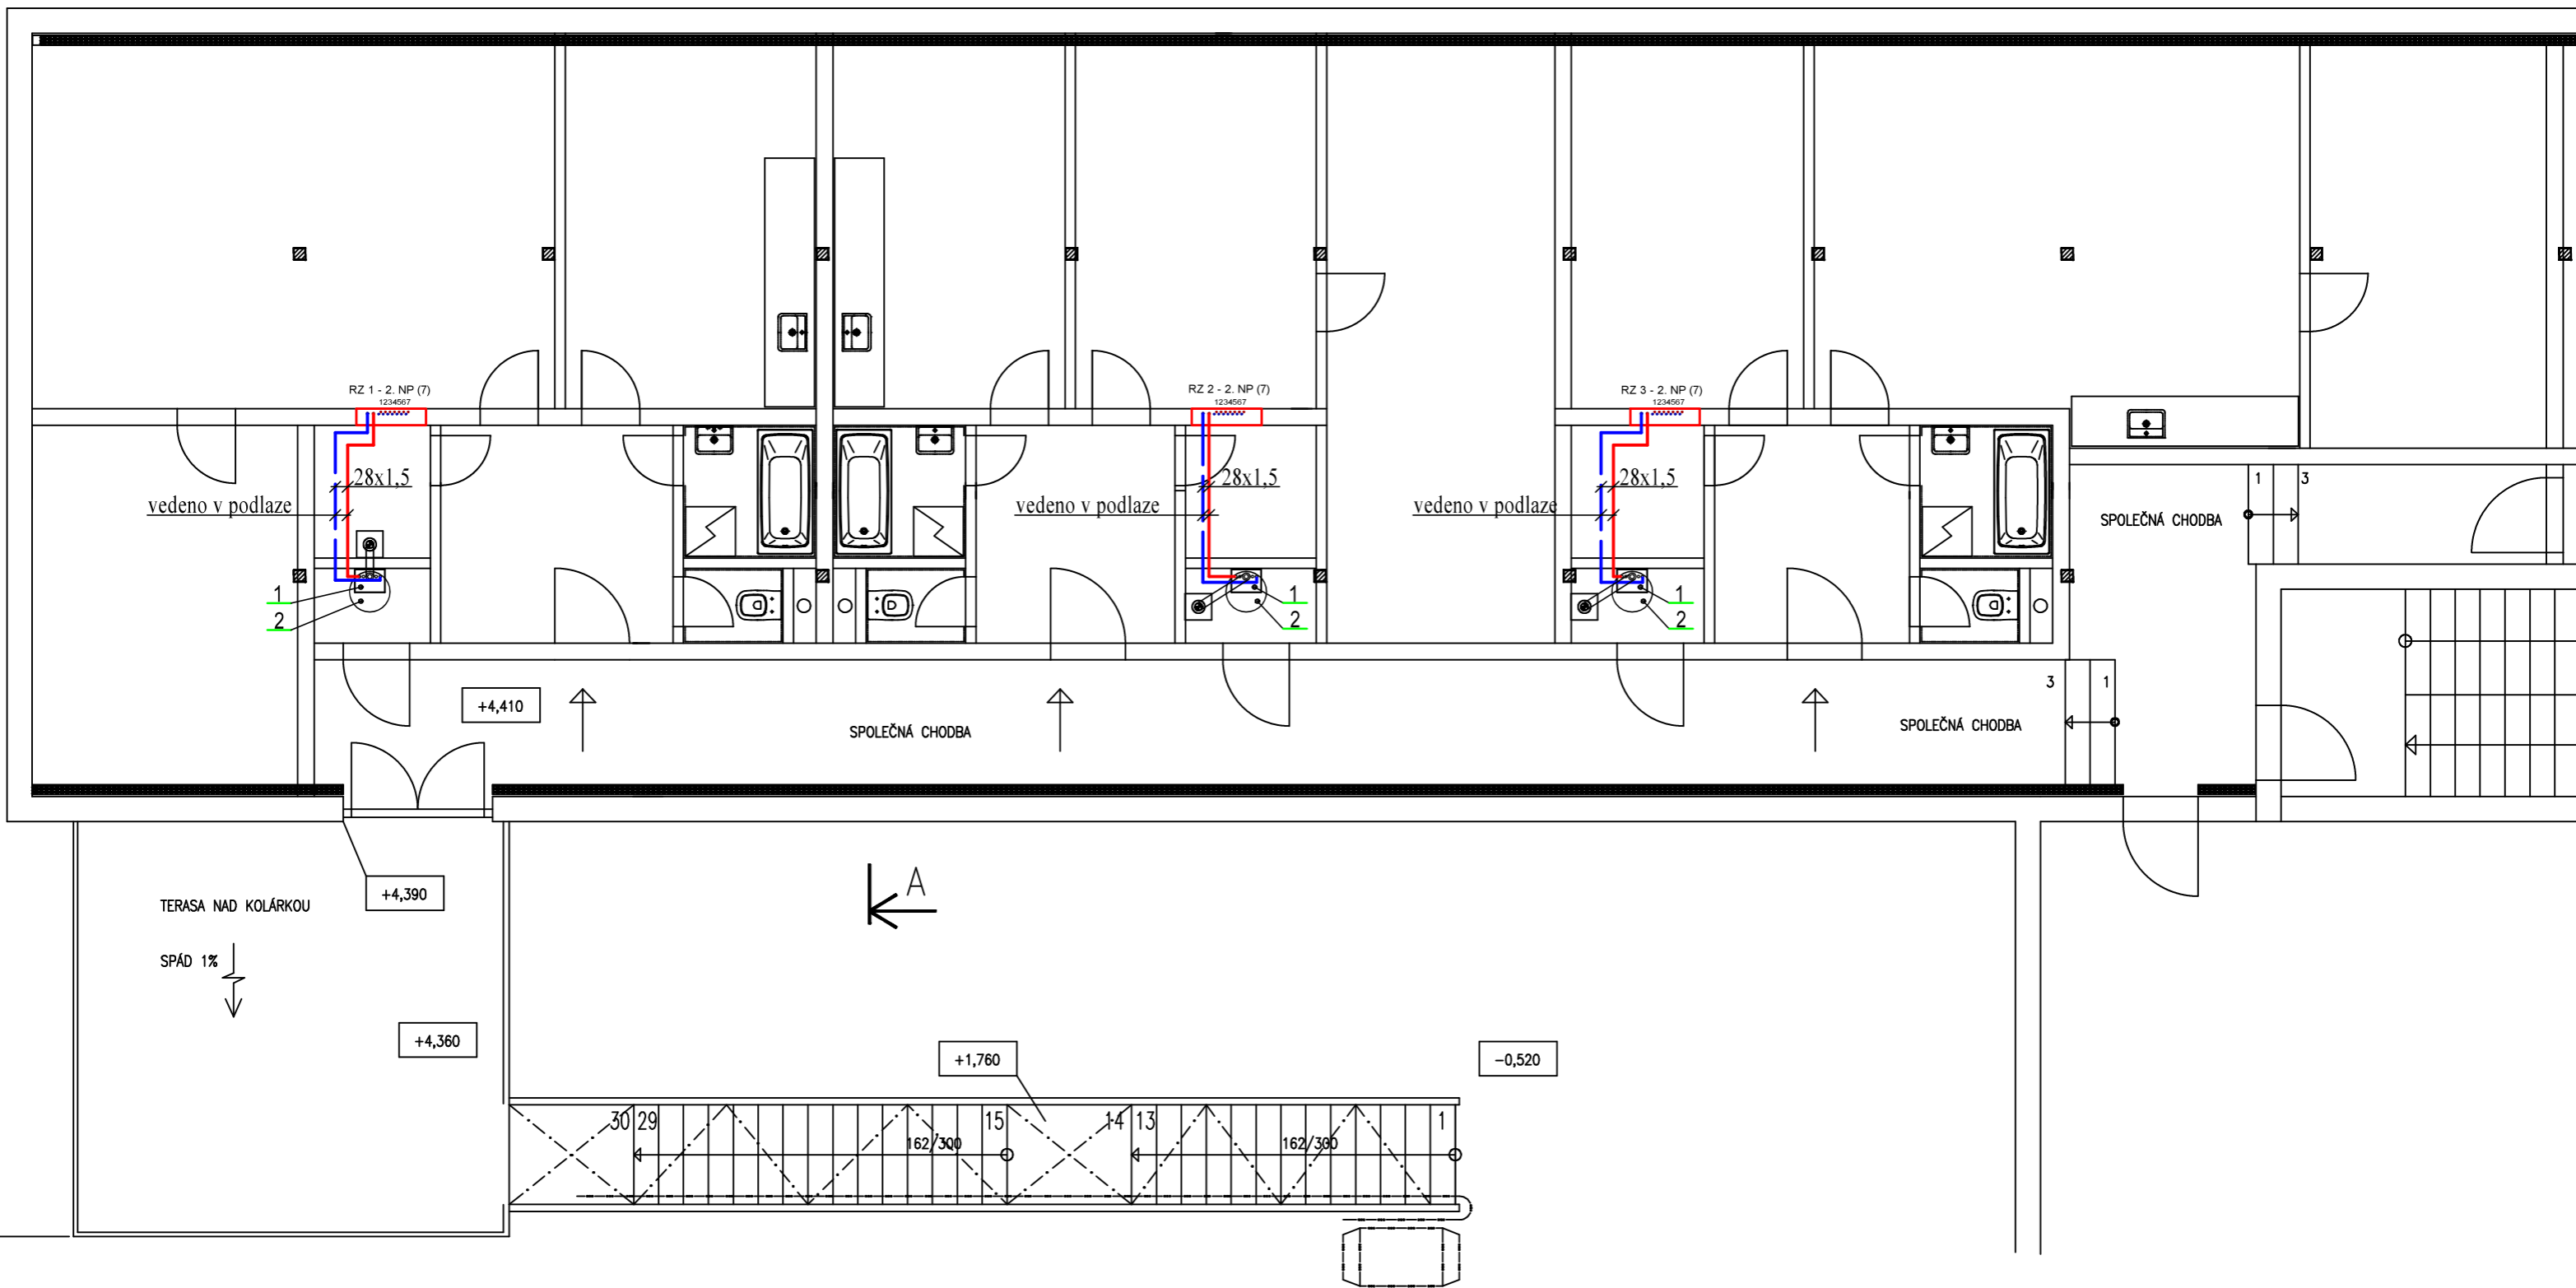 RZ 1 - 2. NP (7)
1234567
RZ 2 - 2. NP (7)
1234567
RZ 3 - 2. NP (7)
1234567
28x1,5
vedeno v podlaze
28x1,5
vedeno v podlaze
28x1,5
vedeno v podlaze
1
3
SPOLEČNÁ CHODBA
1
2
1
2
1
2
3
1
+4,410
SPOLEČNÁ CHODBA
SPOLEČNÁ CHODBA
+4,390
A
TERASA NAD KOLÁRKOU
SPÁD 1%
+4,360
+1,760
-0,520
30
29
15
14
13
1
162/300
162/300